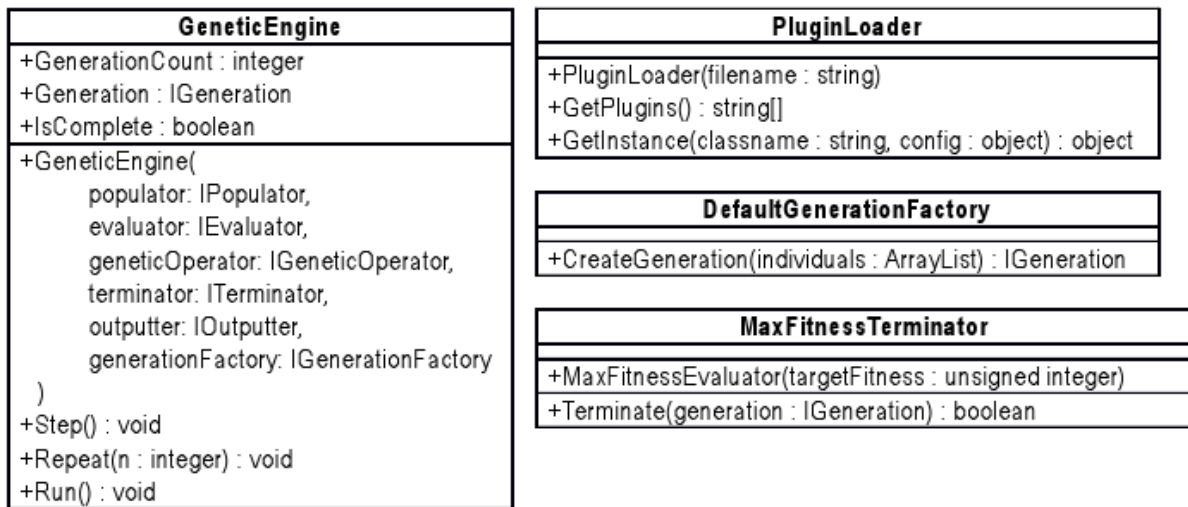 GeneticEngine
+GenerationCount : integer
+Generation : IGeneration
+IsComplete : boolean
+GeneticEngine(
populator: IPopulator,
evaluator: IEvaluator,
geneticOperator: IGeneticOperator,
terminator: ITerminator,
outputter: IOutputter,
generationFactory: IGenerationFactory
)
+Step() : void
+Repeat(n : integer) : void
+Run() : void
PluginLoader
+PluginLoader(filename : string)
+GetPlugins() : string[]
+GetInstance(classname : string, config : object) : object
DefaultGenerationFactory
+CreateGeneration(individuals : ArrayList) : IGeneration
MaxFitnessTerminator
+MaxFitnessEvaluator(targetFitness : unsigned integer)
+Terminate(generation : IGeneration) : boolean